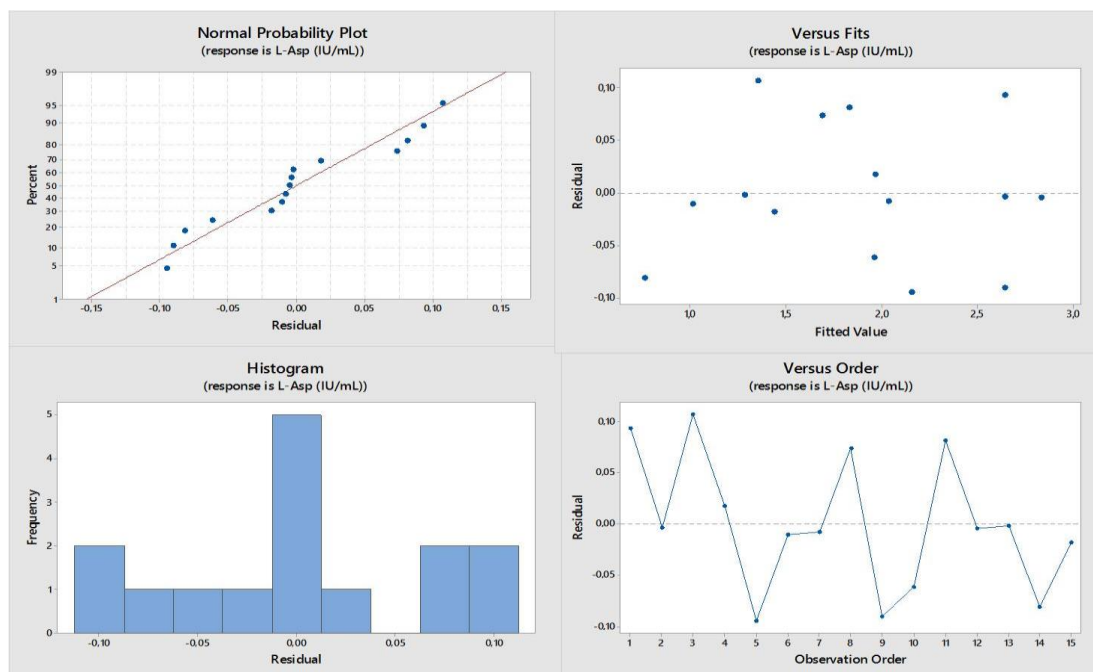 Normal Probability Plot
(response is L-Asp (IU/mL))
99
95
90
80
70
60
50
40
30
20
10
5
1
Percent
-0,15
-0,10
-0,05
0,00
0,05
0,10
0,15
Residual
Versus Fits
(response is L-Asp (IU/mL))
0,10
0,05
0,00
-0,05
-0,10
Residual
1,0
1,5
2,0
2,5
3,0
Fitted Value
Histogram
(response is L-Asp (IU/mL))
5
4
3
2
1
0
Frequency
-0,10
-0,05
0,00
0,05
0,10
Residual
Versus Order
(response is L-Asp (IU/mL))
0,10
0,05
0,00
-0,05
-0,10
Residual
1 2 3 4 5 6 7 8 9 10 11 12 13 14 15
Observation Order